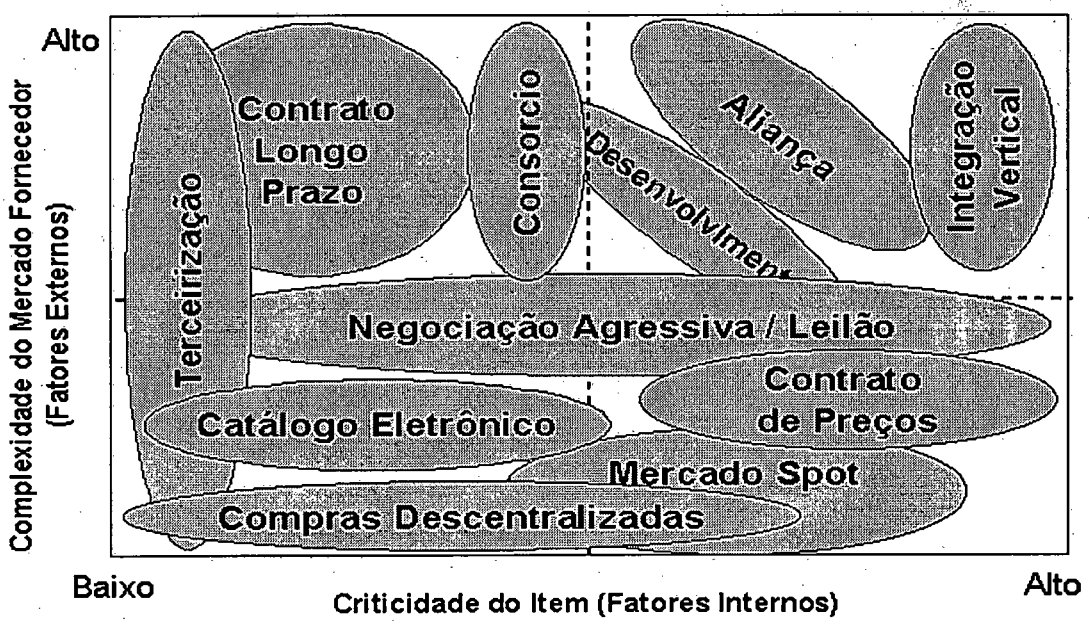 Alto
Complexidade do Mercado Fornecedor
(Fatores Externos)
Terceirização
Contrato
Longo
Prazo
Consorcio
Desenvolviment
Aliança
Integração
Vertical
Negociação Agressiva / Leilão
Contrato
de Preços
Catálogo Eletrônico
Mercado Spot
Compras Descentralizadas
Baixo
Criticidade do Item (Fatores Internos)
Alto